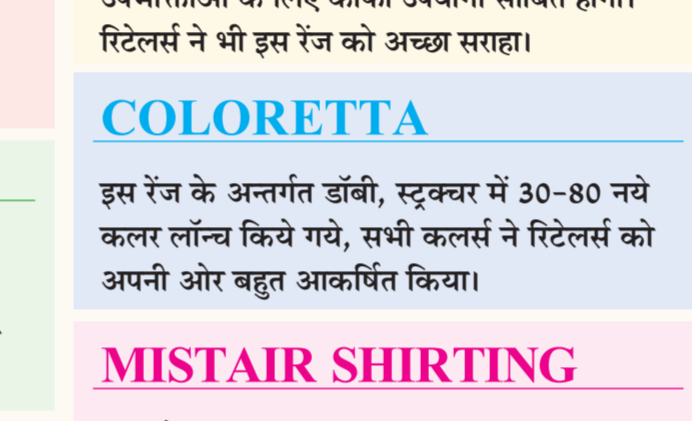 रिटेलर्स ने भी इस रेंज को अच्छा सराहा।
COLORETTA
इस रेंज के अन्तर्गत डॉबी, स्ट्रक्चर में 30-80 नये
कलर लॉन्च किये गये, सभी कलर्स ने रिटेलर्स को
अपनी ओर बहुत आकर्षित किया।
MISTAIR SHIRTING